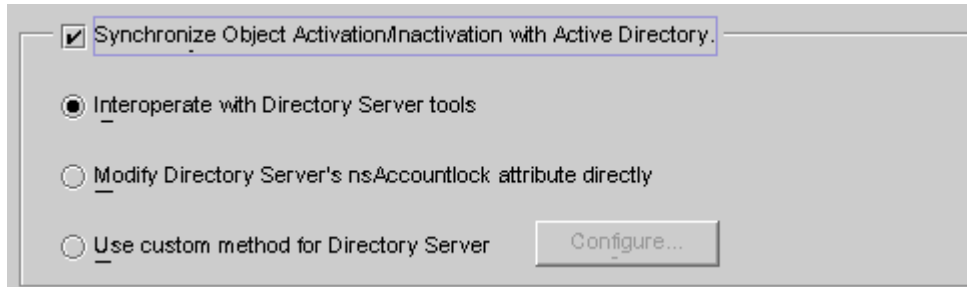 Synchronize Object Activation/Inactivation with Active Directory.
Interoperate with Directory Server tools
Modify Directory Server's nsAccountlock attribute directly
Use custom method for Directory Server Configure...